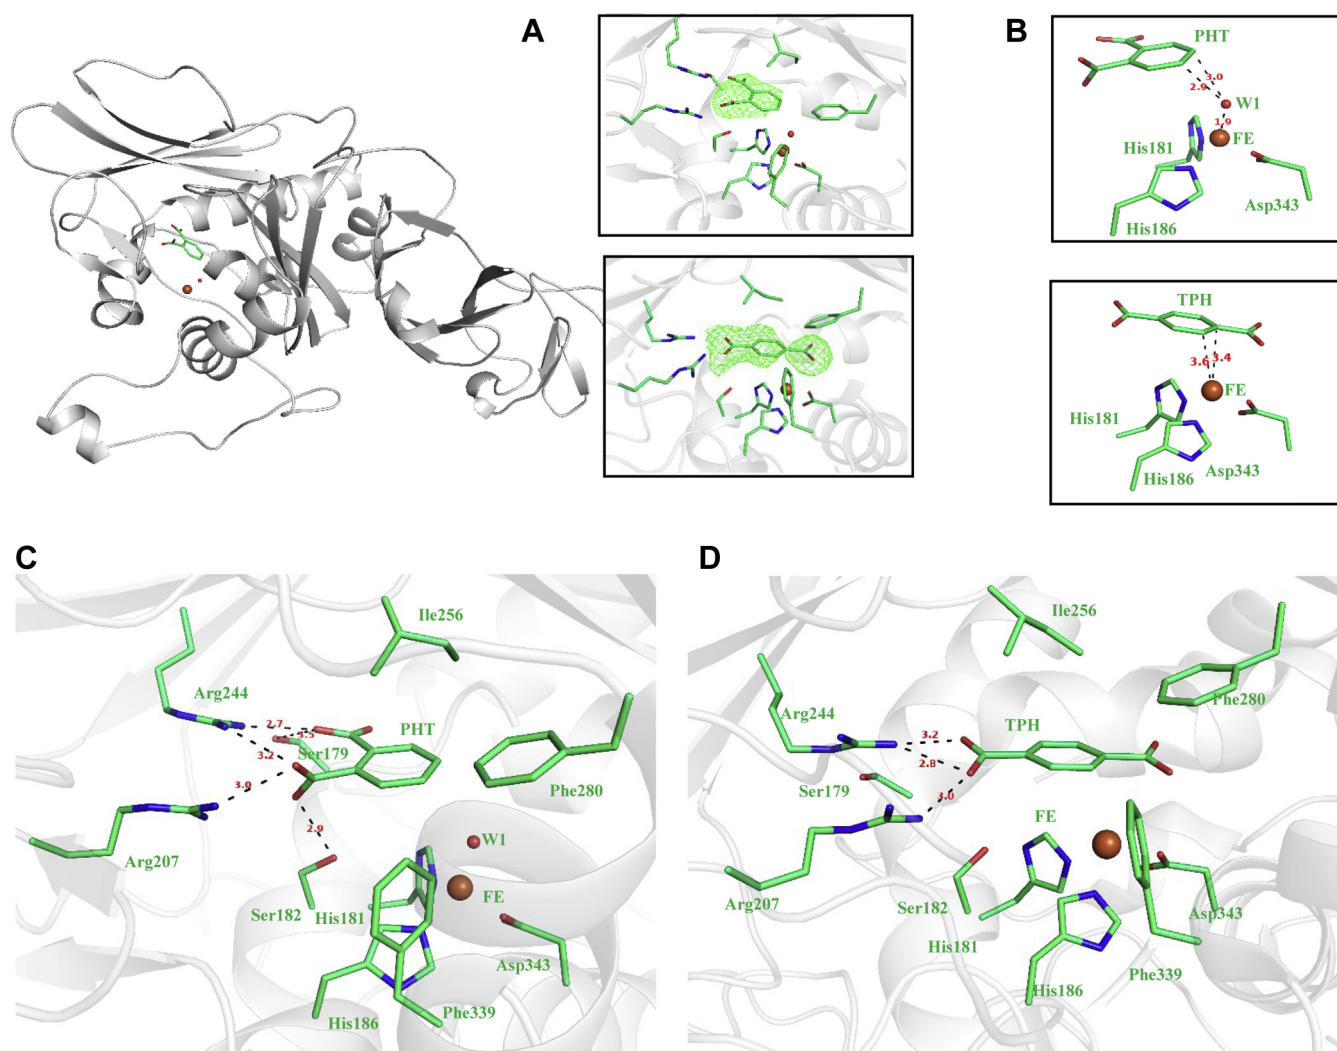 A
B
PHT
3.0
2.9
W1
1.9
FE
His181
Asp343
His186
TPH
3.6
3.4
FE
His181
Asp343
His186
C
D
Ile256
Arg244
2.7
PHT
3.5
Ser179
3.2
3.0
Phe280
2.9
W1
Arg207
FE
Ser182
His181
Asp343
Phe339
His186
Ile256
Phe280
Arg244
TPH
3.2
2.8
Ser179
3.0
FE
Arg207
Ser182
Asp343
His181
Phe339
His186